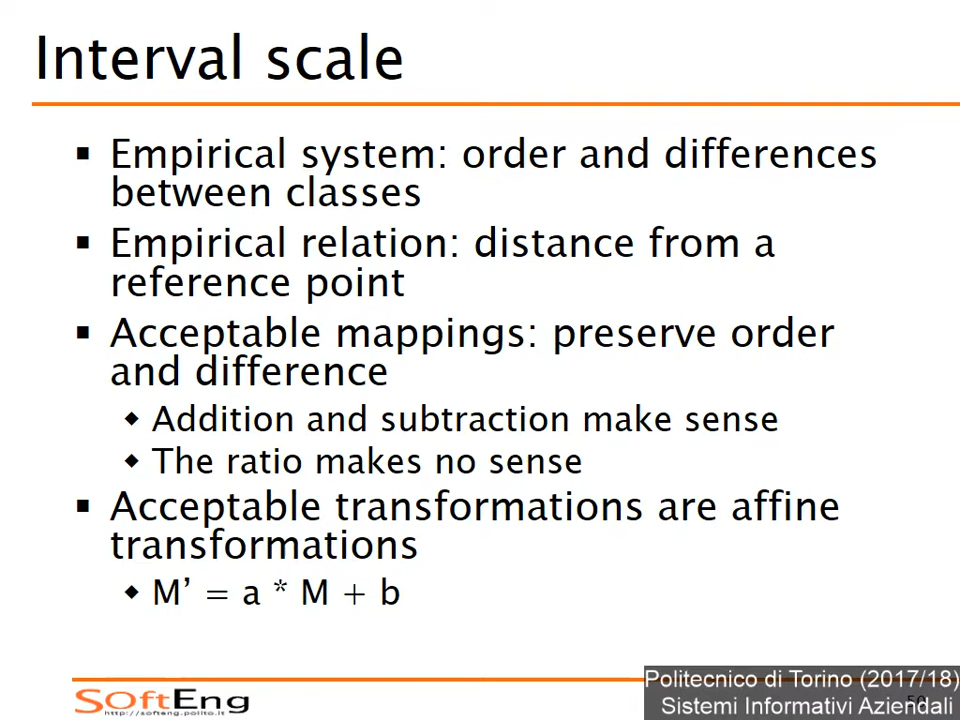 Interval scale
▪ Empirical system: order and differences
between classes
▪ Empirical relation: distance from a
reference point
▪ Acceptable mappings: preserve order
and difference
◆ Addition and subtraction make sense
◆ The ratio makes no sense
▪ Acceptable transformations are affine
transformations
◆ M’ = a * M + b
SOftEng
http://softeng.polito.it
Politecnico di Torino (2017/18)
Sistemi Informativi Aziendali